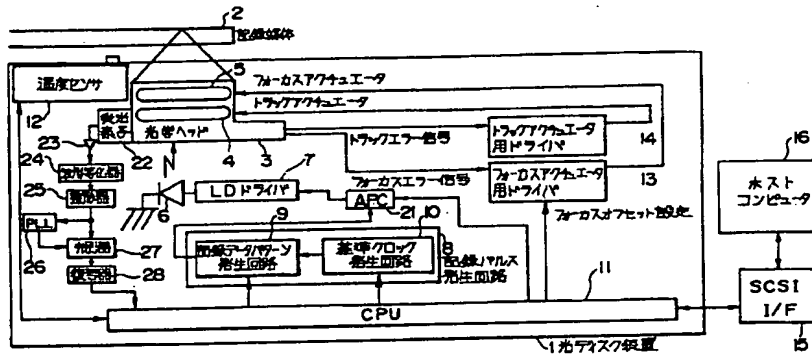 2
記録媒体
温度センサ
12
5
フォーカスアクチュエータ
トラックアクチュエータ
検出素子
22
光学ヘッド
4
3
トラックエラー信号
トラックアクチュエータ用ドライバ
14
16
ホストコンピュータ
23
24
波形等化器
N
7
フォーカスエラー信号
フォーカスアクチュエータ用ドライバ
13
25
LDドライバ
6
APC
21
フォーカスオフセット設定
PLL
26
27
28
復号器
9
記録データパターン発生回路
10
基準クロック発生回路
8
記録パルス発生回路
11
CPU
SCSI I/F
15
1光ディスク装置